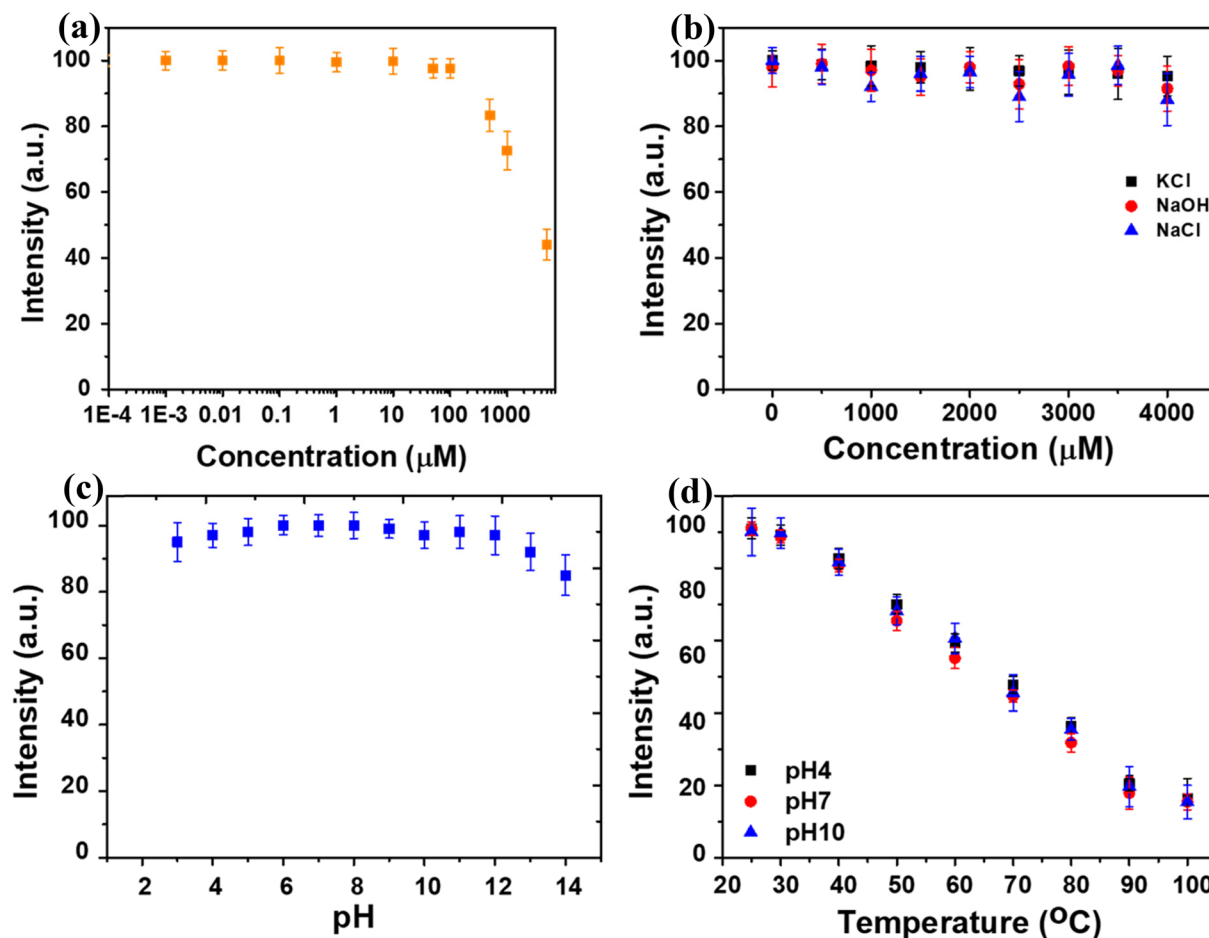 (a)
100
80
60
40
20
0
Intensity (a.u.)
1E-4 1E-3 0.01 0.1 1 10 100 1000
Concentration (μM)
(b)
100
80
60
40
20
0
Intensity (a.u.)
KCl
NaOH
NaCl
0 1000 2000 3000 4000
Concentration (μM)
(c)
100
80
60
40
20
0
Intensity (a.u.)
2 4 6 8 10 12 14
pH
(d)
100
80
60
40
20
0
Intensity (a.u.)
pH4
pH7
pH10
20 30 40 50 60 70 80 90 100
Temperature (ºC)